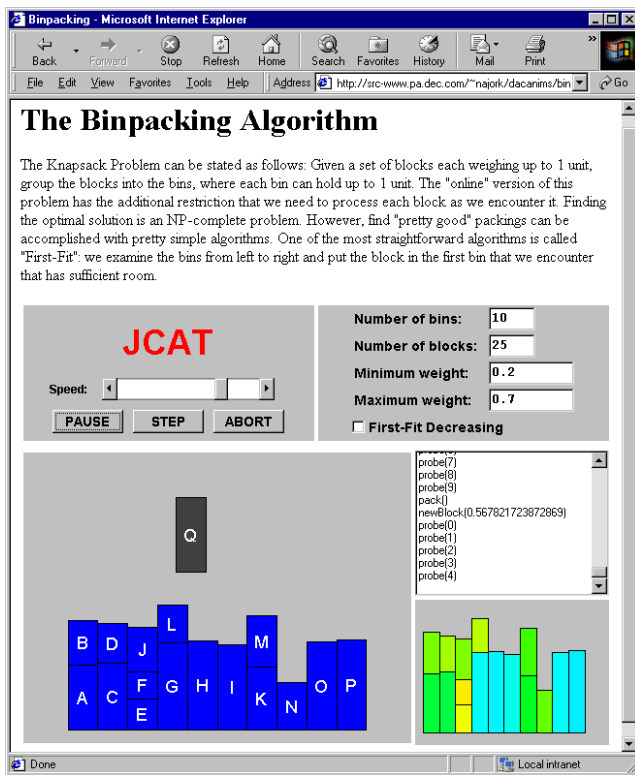 Binpacking - Microsoft Internet Explorer
Back Forward Stop Refresh Home Search Favorites History Mail Print »
File Edit View Favorites Tools Help Address http://src-www.pa.dec.com/~najork/dacanims/bin Go
The Binpacking Algorithm
The Knapsack Problem can be stated as follows: Given a set of blocks each weighing up to 1 unit,
group the blocks into the bins, where each bin can hold up to 1 unit. The "online" version of this
problem has the additional restriction that we need to process each block as we encounter it. Finding
the optimal solution is an NP-complete problem. However, find "pretty good" packings can be
accomplished with pretty simple algorithms. One of the most straightforward algorithms is called
"First-Fit": we examine the bins from left to right and put the block in the first bin that we encounter
that has sufficient room.
JCAT
Speed:
PAUSE STEP ABORT
Number of bins: 10
Number of blocks: 25
Minimum weight: 0.2
Maximum weight: 0.7
First-Fit Decreasing
probe(7)
probe(8)
probe(9)
pack()
newBlock(0.567821723872869)
probe(0)
probe(1)
probe(2)
probe(3)
probe(4)
Q
L
B D J M
A C F G H I K N O P
E
Done Local intranet